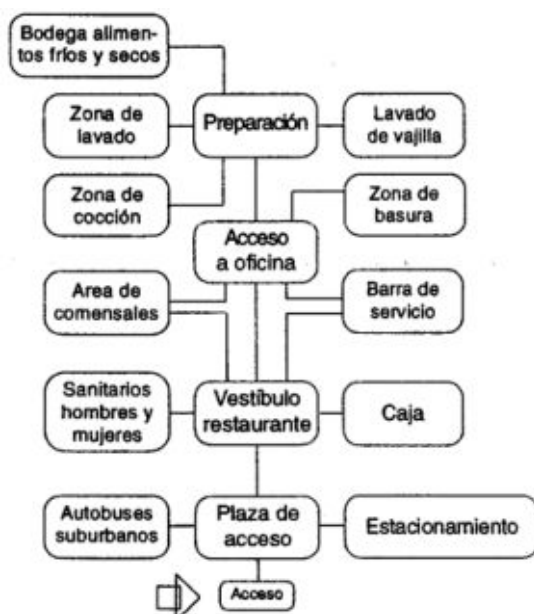 Bodega alimen-
tos fríos y secos
Zona de
lavado
Preparación
Lavado
de vajilla
Zona de
cocción
Zona de
basura
Acceso
a oficina
Area de
comensales
Barra de
servicio
Sanitarios
hombres y
mujeres
Vestíbulo
restaurante
Caja
Autobuses
suburbanos
Plaza de
acceso
Estacionamiento
Acceso